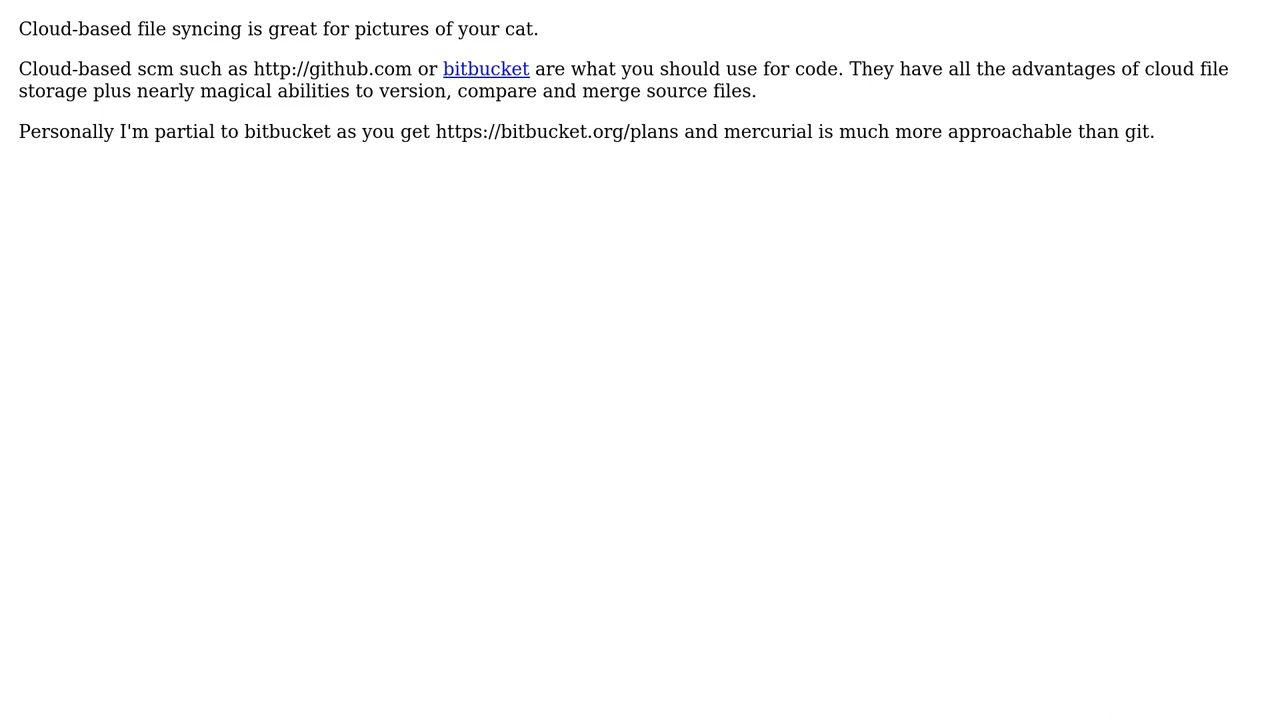 Cloud-based file syncing is great for pictures of your cat.
Cloud-based scm such as http://github.com or bitbucket are what you should use for code. They have all the advantages of cloud file
storage plus nearly magical abilities to version, compare and merge source files.
Personally I'm partial to bitbucket as you get https://bitbucket.org/plans and mercurial is much more approachable than git.